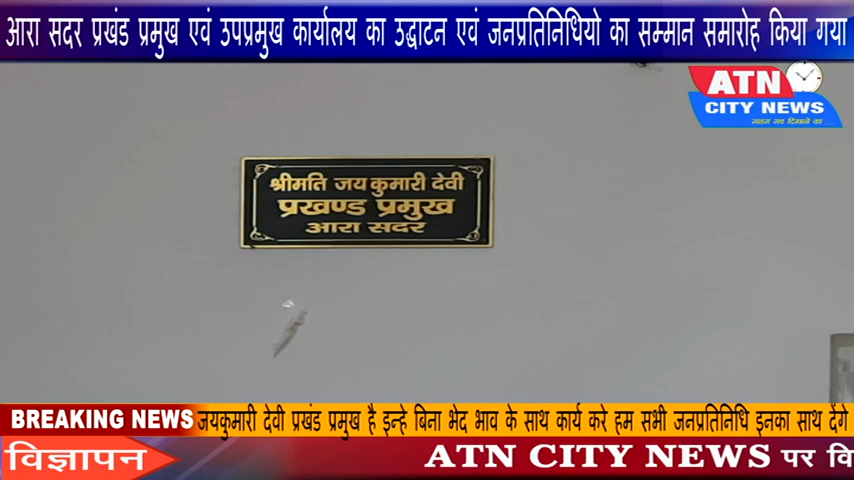 आरा सदर प्रखंड प्रमुख एवं उपप्रमुख कार्यालय का उद्घाटन एवं जनप्रतिनिधियो का सम्मान समारोह किया गया
ATN
CITY NEWS
साहस सच दिखाने का ...
श्रीमति जय कुमारी देवी
प्रखण्ड प्रमुख
आरा सदर
BREAKING NEWS जयकुमारी देवी प्रखंड प्रमुख है इन्हे बिना भेद भाव के साथ कार्य करे हम सभी जनप्रतिनिधि इनका साथ देंगे
विज्ञापन ATN CITY NEWS पर वि